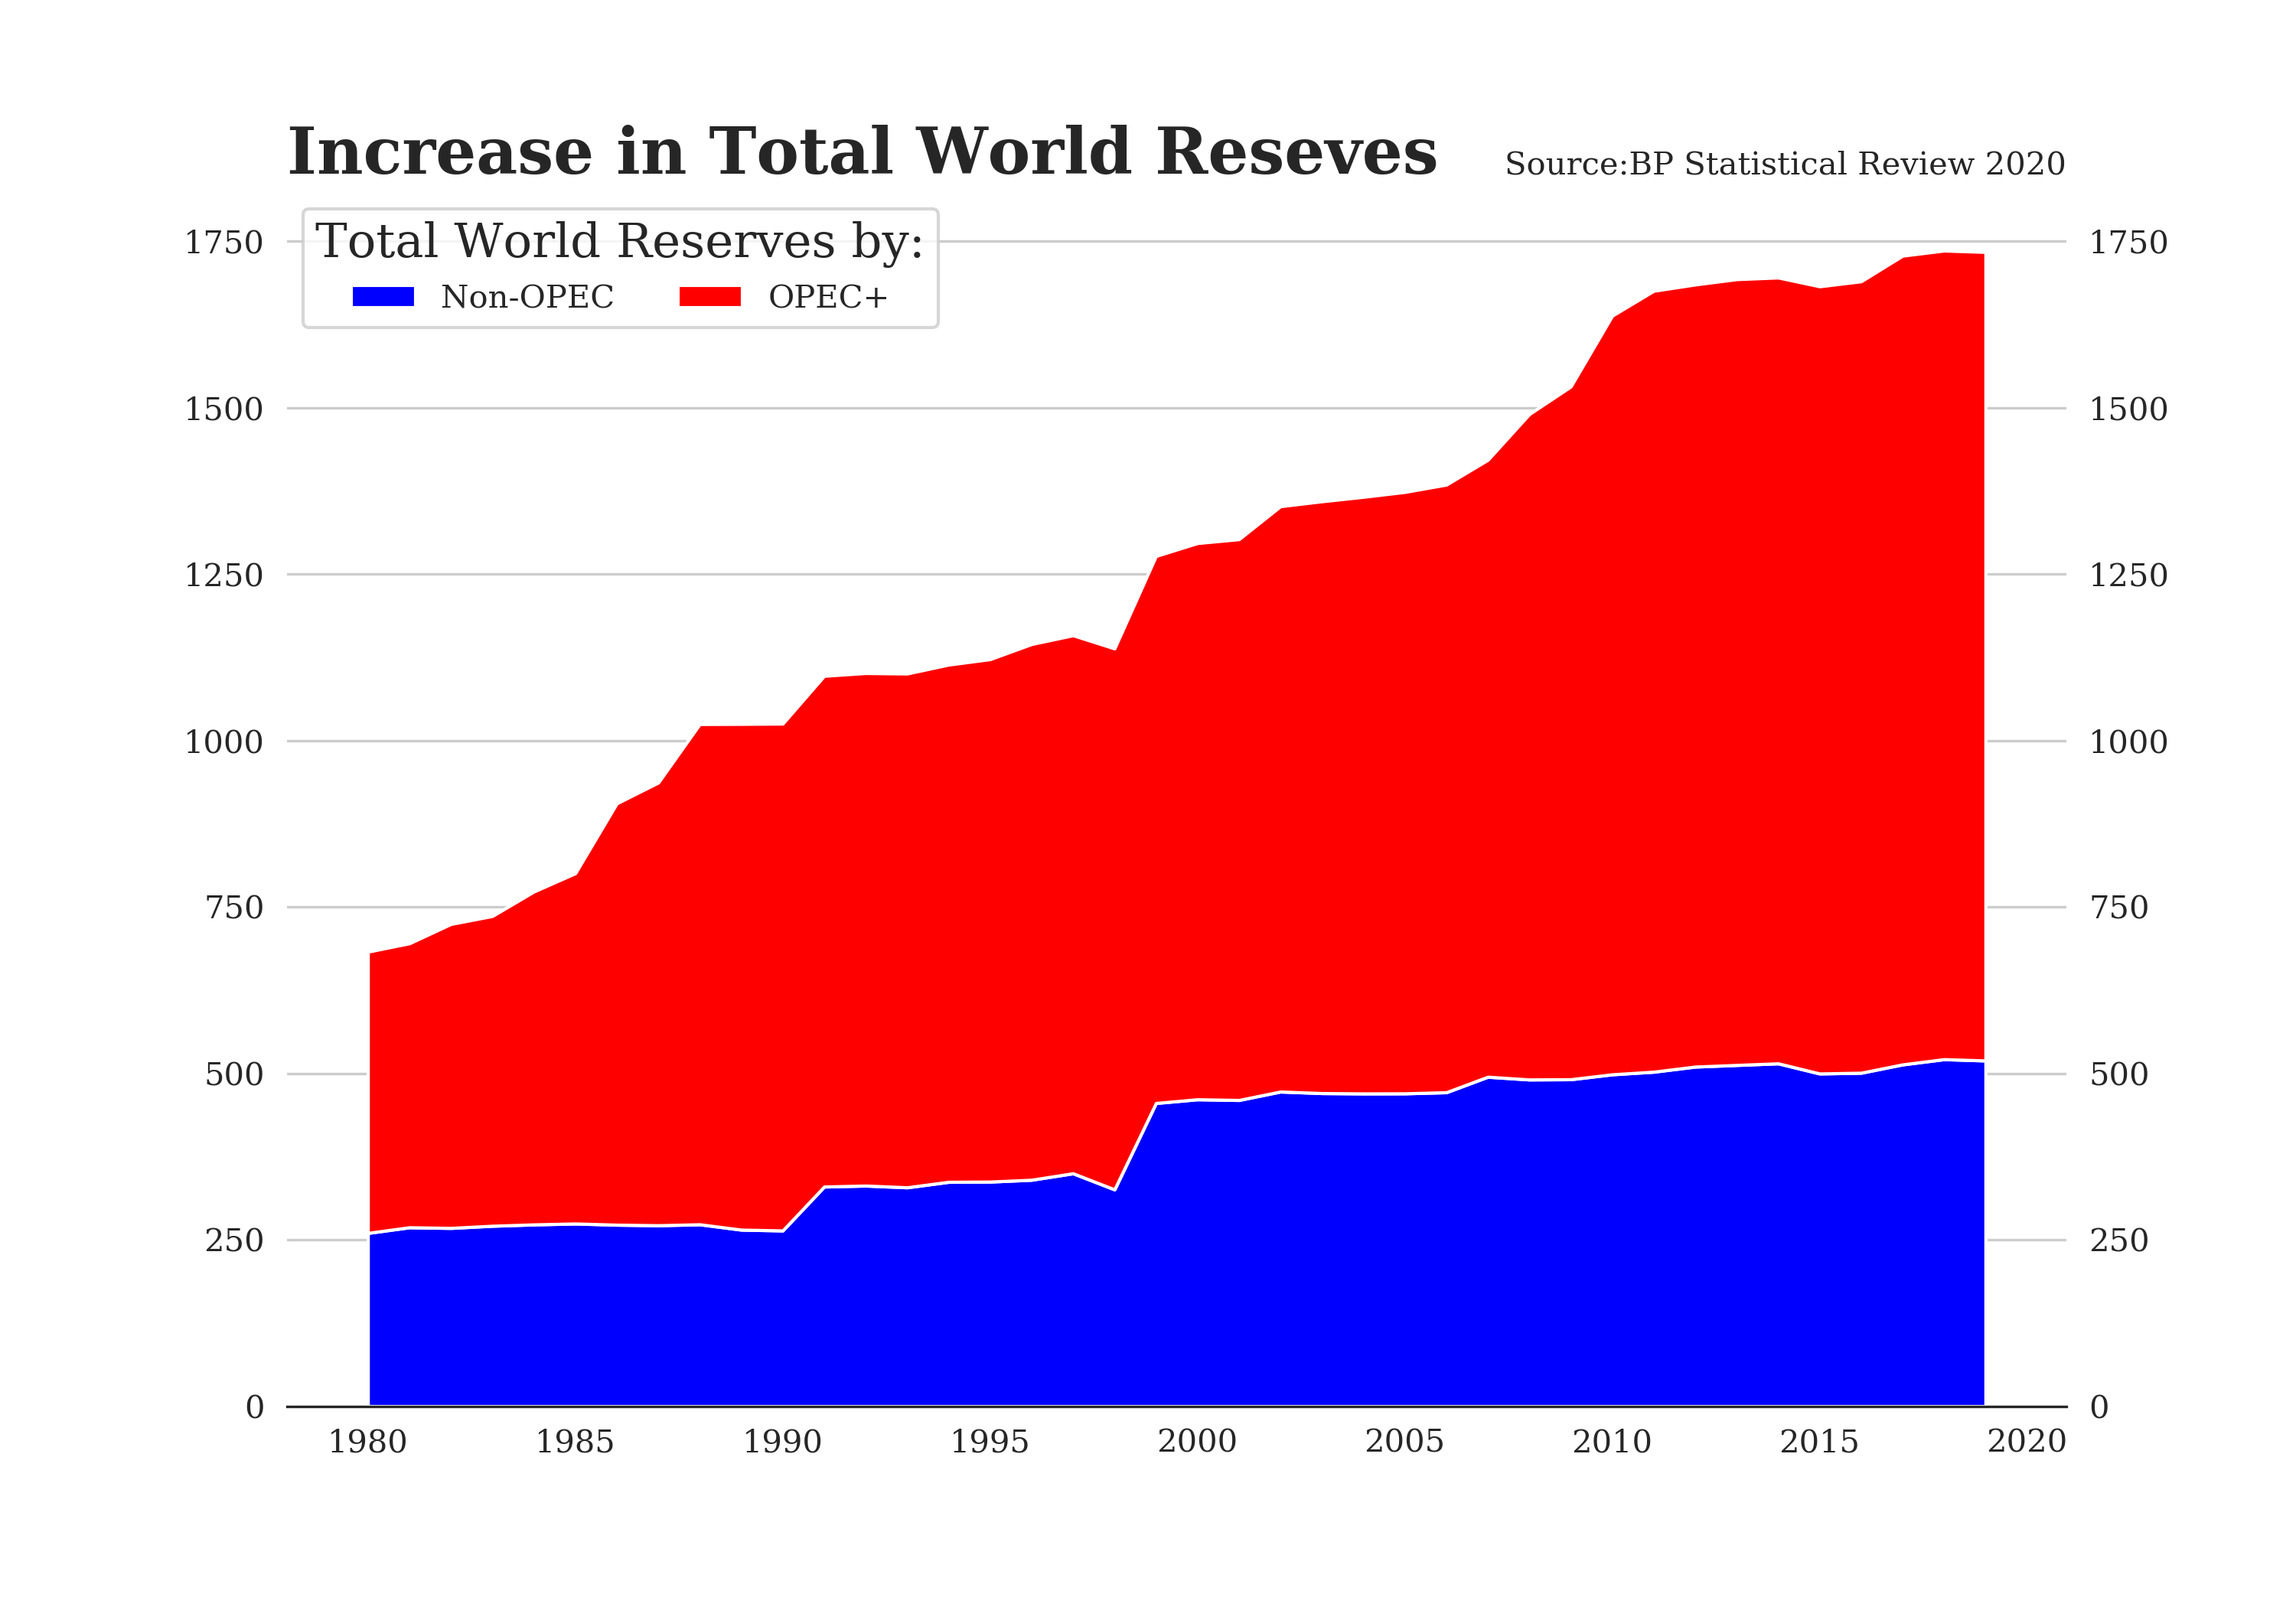 Increase in Total World Reseves
Source:BP Statistical Review 2020
Total World Reserves by:
Non-OPEC OPEC+
1750 1750
1500 1500
1250 1250
1000 1000
750 750
500 500
250 250
0 0
1980 1985 1990 1995 2000 2005 2010 2015 2020